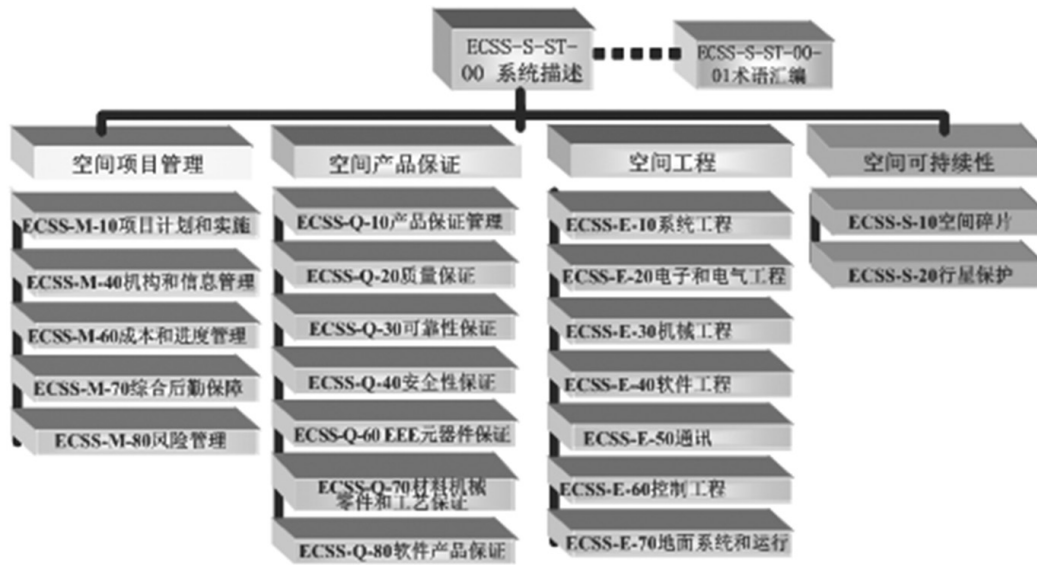 ECSS-S-ST-
00 系统描述
ECSS-S-ST-00-
01术语汇编
空间项目管理
ECSS-M-10项目计划和实施
ECSS-M-40机构和信息管理
ECSS-M-60成本和进度管理
ECSS-M-70综合后勤保障
ECSS-M-80风险管理
空间产品保证
ECSS-Q-10产品保证管理
ECSS-Q-20质量保证
ECSS-Q-30可靠性保证
ECSS-Q-40安全性保证
ECSS-Q-60 EEE元器件保证
ECSS-Q-70材料机械
零件和工艺保证
ECSS-Q-80软件产品保证
空间工程
ECSS-E-10系统工程
ECSS-E-20电子和电气工程
ECSS-E-30机械工程
ECSS-E-40软件工程
ECSS-E-50通讯
ECSS-E-60控制工程
ECSS-E-70地面系统和运行
空间可持续性
ECSS-S-10空间碎片
ECSS-S-20行星保护